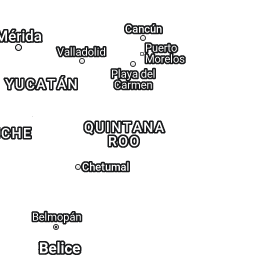 Cancún
Mérida
Valladolid
Puerto
Morelos
Playa del
Carmen
YUCATÁN
QUINTANA
ROO
CHE
Chetumal
Belmopán
Belice